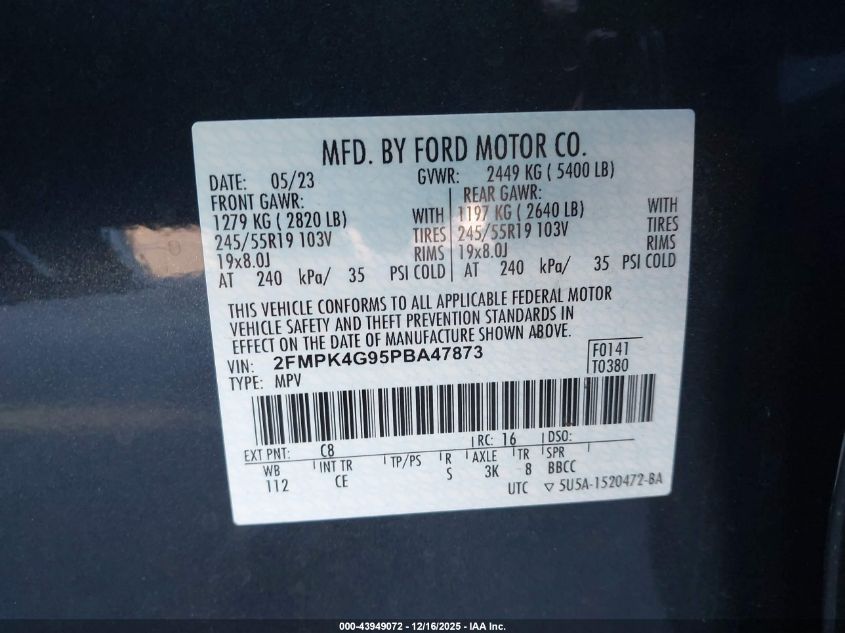 MFD. BY FORD MOTOR CO.
DATE: 05/23 GVWR: 2449 KG ( 5400 LB)
FRONT GAWR: REAR GAWR:
1279 KG ( 2820 LB) WITH 1197 KG ( 2640 LB) WITH
245/55R19 103V TIRES 245/55R19 103V TIRES
19x8.0J RIMS 19x8.0J RIMS
AT 240 kPa/ 35 PSI COLD AT 240 kPa/ 35 PSI COLD
THIS VEHICLE CONFORMS TO ALL APPLICABLE FEDERAL MOTOR
VEHICLE SAFETY AND THEFT PREVENTION STANDARDS IN
EFFECT ON THE DATE OF MANUFACTURE SHOWN ABOVE.
VIN: 2FMPK4G95PBA47873 F0141
TYPE: MPV T0380
EXT PNT: C8 RC: 16 DSO:
WB INT TR TP/PS R AXLE TR SPR
112 CE S 3K 8 BBCC
UTC ▽ 5U5A-1520472-BA
000-43949072 - 12/16/2025 - IAA Inc.